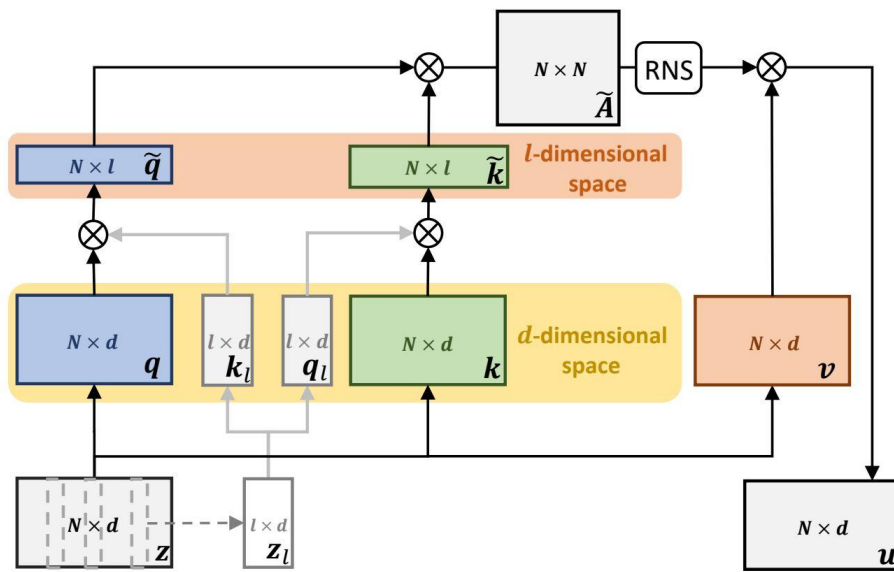 N × N
Ã
RNS
N × l
q̃
N × l
k̃
l-dimensional
space
N × d
q
l × d
k_l
l × d
q_l
N × d
k
d-dimensional
space
N × d
v
N × d
z
l × d
z_l
N × d
u